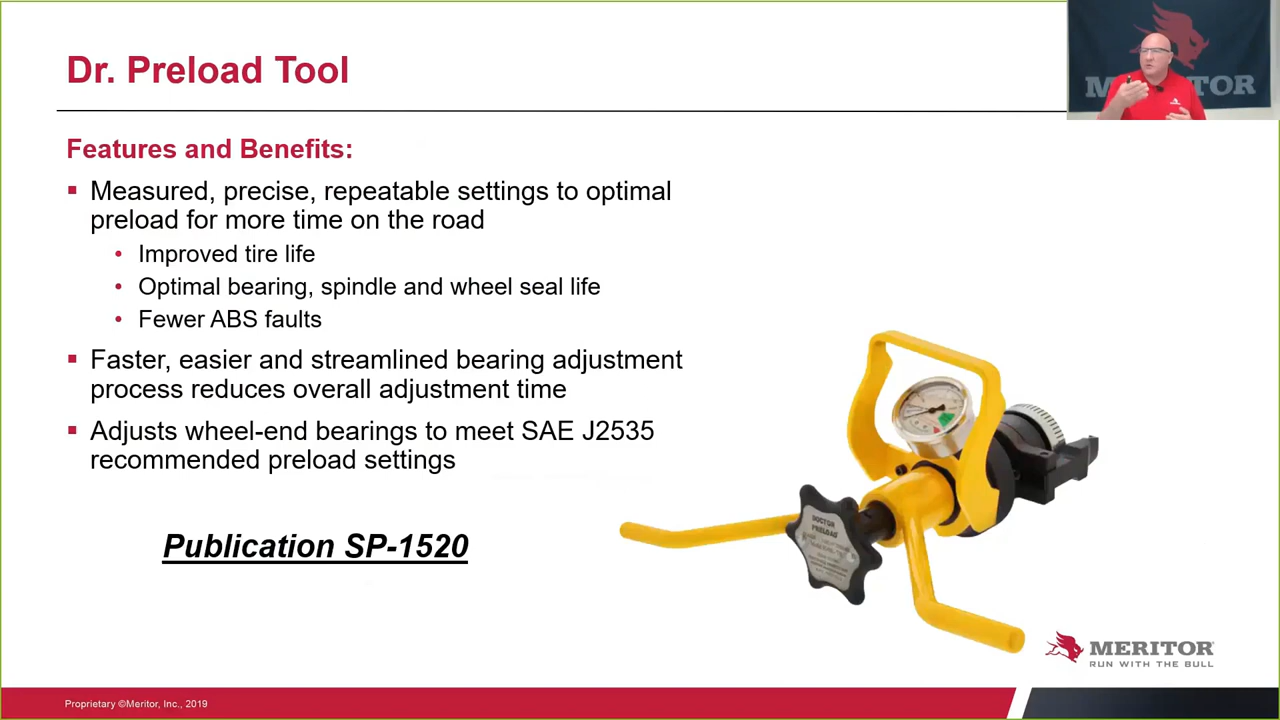 Dr. Preload Tool
MERITOR
Features and Benefits:
Measured, precise, repeatable settings to optimal
preload for more time on the road
Improved tire life
Optimal bearing, spindle and wheel seal life
Fewer ABS faults
Faster, easier and streamlined bearing adjustment
process reduces overall adjustment time
Adjusts wheel-end bearings to meet SAE J2535
recommended preload settings
Publication SP-1520
DOCTOR
PRELOAD
MERITOR
RUN WITH THE BULL
Proprietary ©Meritor, Inc., 2019